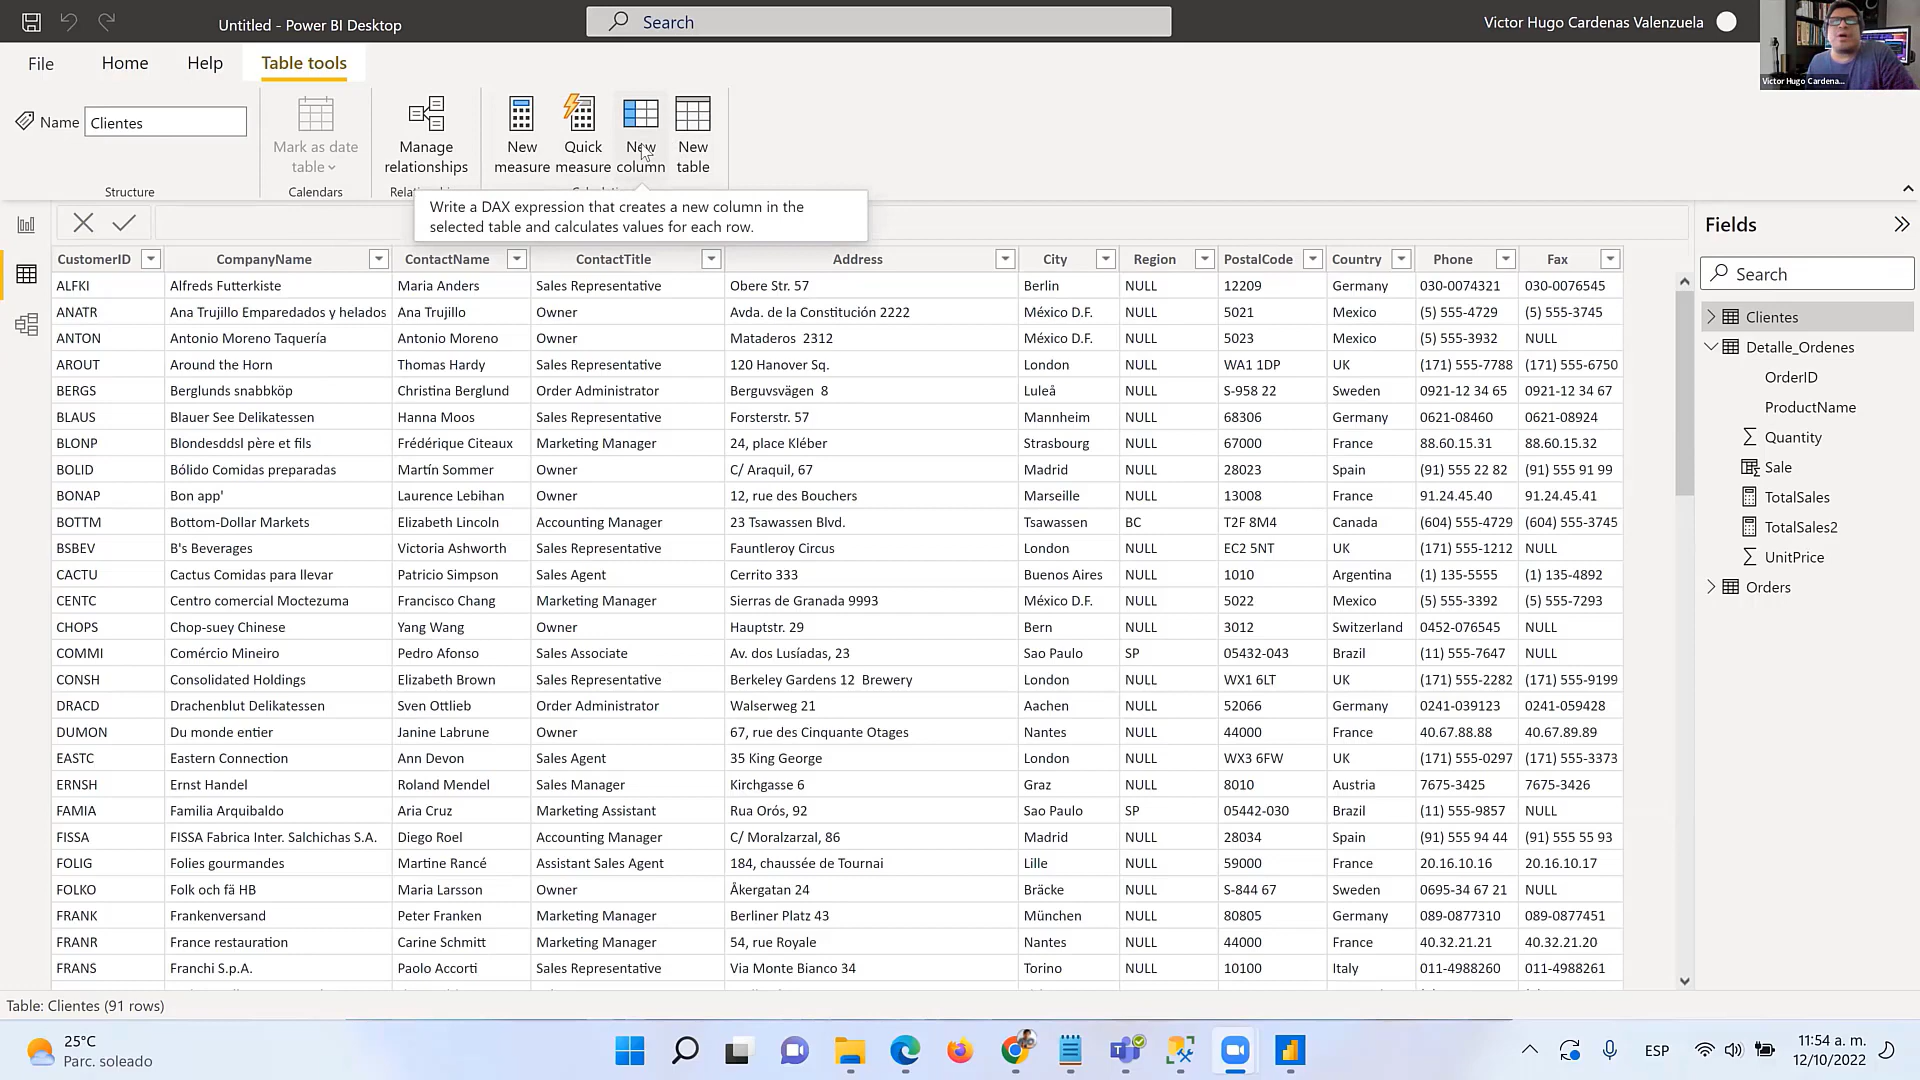 Untitled - Power BI Desktop
Search
Victor Hugo Cardenas Valenzuela
Victor Hugo Cardena...
File
Home
Help
Table tools
Name
Clientes
Mark as date
table
Manage
relationships
New
measure
Quick
measure
New
column
New
table
Structure
Calendars
Write a DAX expression that creates a new column in the
selected table and calculates values for each row.
CustomerID CompanyName ContactName ContactTitle Address City Region PostalCode Country Phone Fax
ALFKI Alfreds Futterkiste Maria Anders Sales Representative Obere Str. 57 Berlin NULL 12209 Germany 030-0074321 030-0076545
ANATR Ana Trujillo Emparedados y helados Ana Trujillo Owner Avda. de la Constitución 2222 México D.F. NULL 5021 Mexico (5) 555-4729 (5) 555-3745
ANTON Antonio Moreno Taquería Antonio Moreno Owner Mataderos 2312 México D.F. NULL 5023 Mexico (5) 555-3932 NULL
AROUT Around the Horn Thomas Hardy Sales Representative 120 Hanover Sq. London NULL WA1 1DP UK (171) 555-7788 (171) 555-6750
BERGS Berglunds snabbköp Christina Berglund Order Administrator Berguvsvägen 8 Luleå NULL S-958 22 Sweden 0921-12 34 65 0921-12 34 67
BLAUS Blauer See Delikatessen Hanna Moos Sales Representative Forsterstr. 57 Mannheim NULL 68306 Germany 0621-08460 0621-08924
BLONP Blondesddsl père et fils Frédérique Citeaux Marketing Manager 24, place Kléber Strasbourg NULL 67000 France 88.60.15.31 88.60.15.32
BOLID Bólido Comidas preparadas Martín Sommer Owner C/ Araquil, 67 Madrid NULL 28023 Spain (91) 555 22 82 (91) 555 91 99
BONAP Bon app' Laurence Lebihan Owner 12, rue des Bouchers Marseille NULL 13008 France 91.24.45.40 91.24.45.41
BOTTM Bottom-Dollar Markets Elizabeth Lincoln Accounting Manager 23 Tsawassen Blvd. Tsawassen BC T2F 8M4 Canada (604) 555-4729 (604) 555-3745
BSBEV B's Beverages Victoria Ashworth Sales Representative Fauntleroy Circus London NULL EC2 5NT UK (171) 555-1212 NULL
CACTU Cactus Comidas para llevar Patricio Simpson Sales Agent Cerrito 333 Buenos Aires NULL 1010 Argentina (1) 135-5555 (1) 135-4892
CENTC Centro comercial Moctezuma Francisco Chang Marketing Manager Sierras de Granada 9993 México D.F. NULL 5022 Mexico (5) 555-3392 (5) 555-7293
CHOPS Chop-suey Chinese Yang Wang Owner Hauptstr. 29 Bern NULL 3012 Switzerland 0452-076545 NULL
COMMI Comércio Mineiro Pedro Afonso Sales Associate Av. dos Lusíadas, 23 Sao Paulo SP 05432-043 Brazil (11) 555-7647 NULL
CONSH Consolidated Holdings Elizabeth Brown Sales Representative Berkeley Gardens 12 Brewery London NULL WX1 6LT UK (171) 555-2282 (171) 555-9199
DRACD Drachenblut Delikatessen Sven Ottlieb Order Administrator Walserweg 21 Aachen NULL 52066 Germany 0241-039123 0241-059428
DUMON Du monde entier Janine Labrune Owner 67, rue des Cinquante Otages Nantes NULL 44000 France 40.67.88.88 40.67.89.89
EASTC Eastern Connection Ann Devon Sales Agent 35 King George London NULL WX3 6FW UK (171) 555-0297 (171) 555-3373
ERNSH Ernst Handel Roland Mendel Sales Manager Kirchgasse 6 Graz NULL 8010 Austria 7675-3425 7675-3426
FAMIA Familia Arquibaldo Aria Cruz Marketing Assistant Rua Orós, 92 Sao Paulo SP 05442-030 Brazil (11) 555-9857 NULL
FISSA FISSA Fabrica Inter. Salchichas S.A. Diego Roel Accounting Manager C/ Moralzarzal, 86 Madrid NULL 28034 Spain (91) 555 94 44 (91) 555 55 93
FOLIG Folies gourmandes Martine Rancé Assistant Sales Agent 184, chaussée de Tournai Lille NULL 59000 France 20.16.10.16 20.16.10.17
FOLKO Folk och fä HB Maria Larsson Owner Åkergatan 24 Bräcke NULL S-844 67 Sweden 0695-34 67 21 NULL
FRANK Frankenversand Peter Franken Marketing Manager Berliner Platz 43 München NULL 80805 Germany 089-0877310 089-0877451
FRANR France restauration Carine Schmitt Marketing Manager 54, rue Royale Nantes NULL 44000 France 40.32.21.21 40.32.21.20
FRANS Franchi S.p.A. Paolo Accorti Sales Representative Via Monte Bianco 34 Torino NULL 10100 Italy 011-4988260 011-4988261
Fields
Search
Clientes
Detalle_Ordenes
OrderID
ProductName
Quantity
Sale
TotalSales
TotalSales2
UnitPrice
Orders
Table: Clientes (91 rows)
25°C
Parc. soleado
ESP
11:54 a. m.
12/10/2022